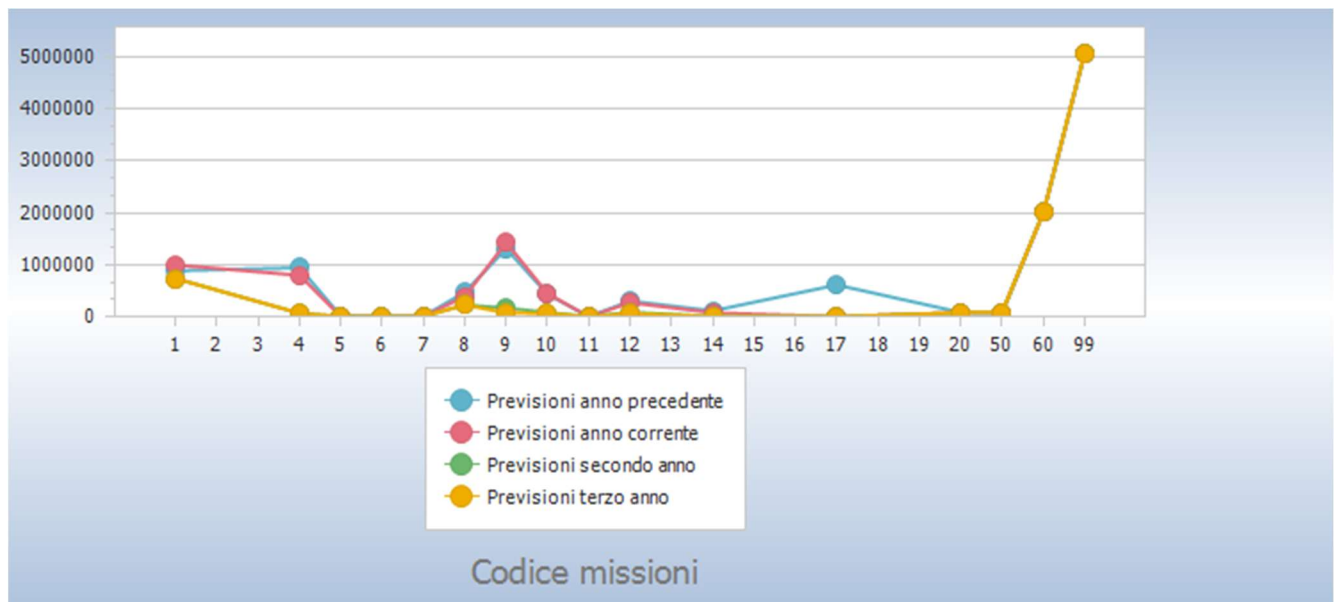 5000000
4000000
3000000
2000000
1000000
0
1 2 3 4 5 6 7 8 9 10 11 12 13 14 15 16 17 18 19 20 50 60 99
Previsioni anno precedente
Previsioni anno corrente
Previsioni secondo anno
Previsioni terzo anno
Codice missioni